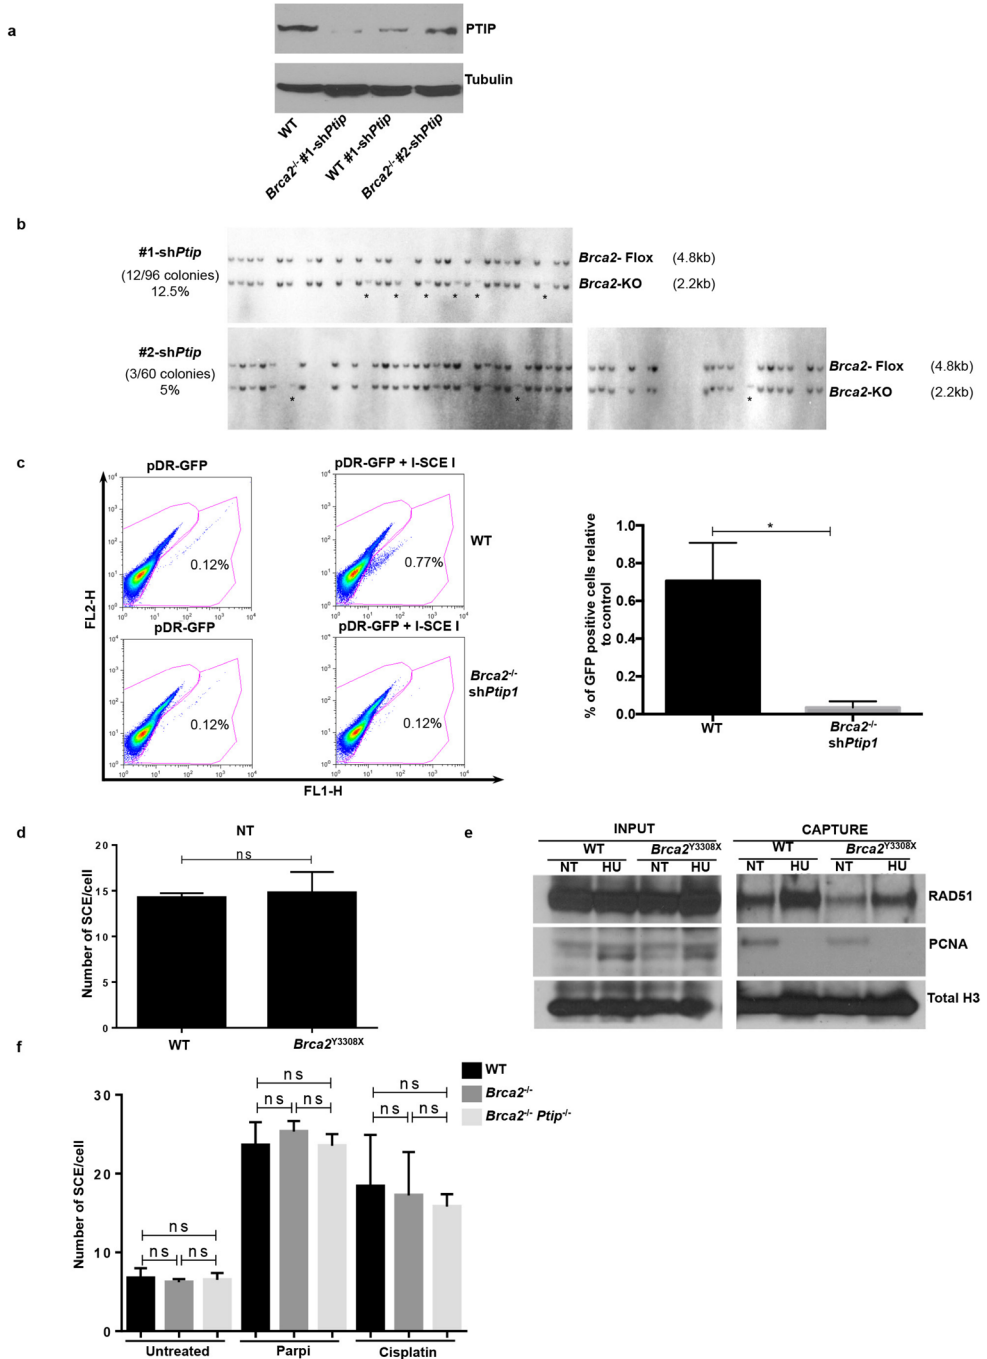 a
PTIP
Tubulin
WT
Brca2-/- #1-shPtip
WT #1-shPtip
Brca2-/- #2-shPtip
b
#1-shPtip
(12/96 colonies)
12.5%
Brca2- Flox (4.8kb)
Brca2-KO (2.2kb)
* * * * * *
#2-shPtip
(3/60 colonies)
5%
Brca2- Flox (4.8kb)
Brca2-KO (2.2kb)
* * *
c
pDR-GFP
pDR-GFP + I-SCE I
0.12%
0.77%
WT
pDR-GFP
pDR-GFP + I-SCE I
0.12%
0.12%
Brca2-/-
shPtip1
FL2-H
FL1-H
10⁰ 10¹ 10² 10³ 10⁴
% of GFP positive cells relative
to control
1.0
0.8
0.6
0.4
0.2
0.0
*
WT
Brca2-/-
shPtip1
d
NT
Number of SCE/cell
20
15
10
5
0
ns
WT
Brca2Y3308X
e
INPUT
CAPTURE
WT Brca2Y3308X
WT Brca2Y3308X
NT HU NT HU
NT HU NT HU
RAD51
PCNA
Total H3
f
WT
Brca2-/-
Brca2-/- Ptip-/-
Number of SCE/cell
30
20
10
0
ns
ns ns
ns
ns ns
ns
ns ns
Untreated
Parpi
Cisplatin